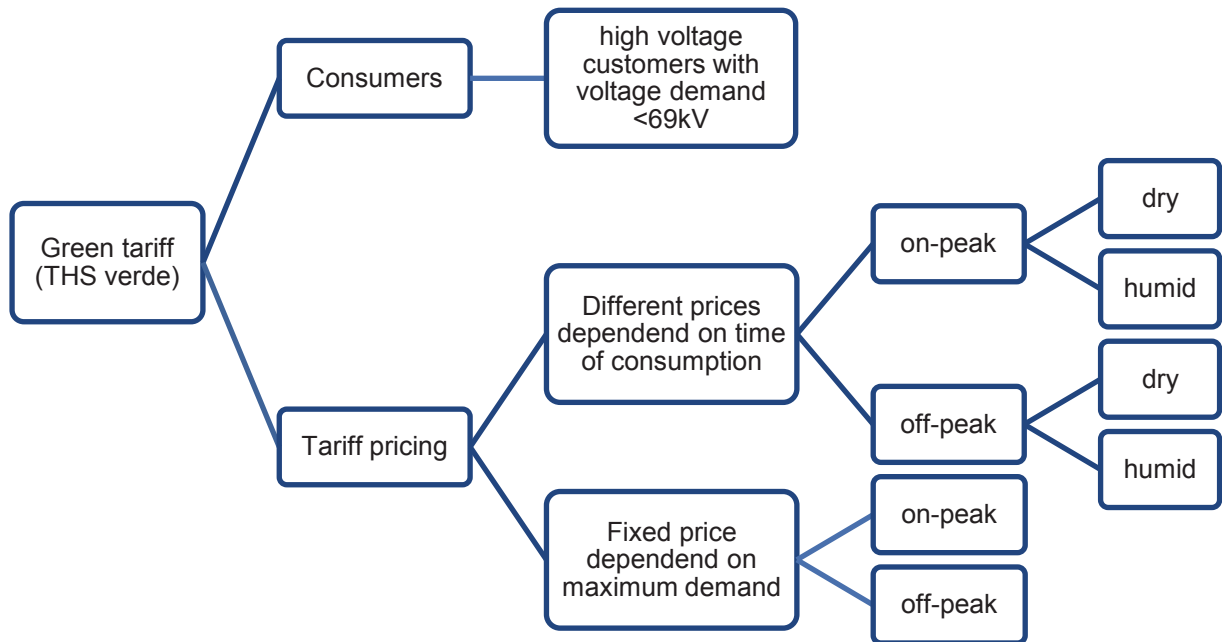 Green tariff
(THS verde)
Consumers
high voltage
customers with
voltage demand
<69kV
Tariff pricing
Different prices
dependend on time
of consumption
on-peak
dry
humid
off-peak
dry
humid
Fixed price
dependend on
maximum demand
on-peak
off-peak